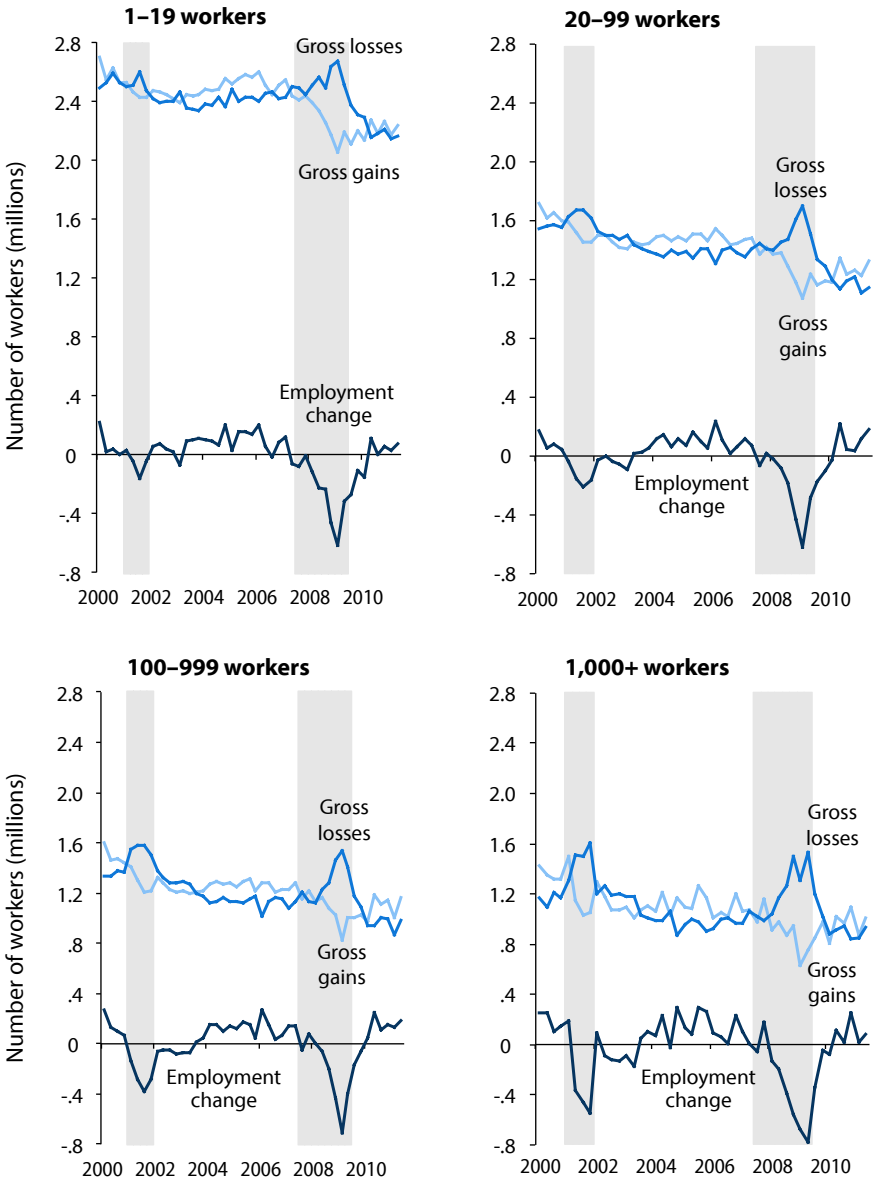 1–19 workers
Number of workers (millions)
2.8
2.4
2.0
1.6
1.2
.8
.4
0
-.4
-.8
Gross losses
Gross gains
Employment
change
2000 2002 2004 2006 2008 2010
20–99 workers
2.8
2.4
2.0
1.6
1.2
.8
.4
0
-.4
-.8
Gross
losses
Gross
gains
Employment
change
2000 2002 2004 2006 2008 2010
100–999 workers
Number of workers (millions)
2.8
2.4
2.0
1.6
1.2
.8
.4
0
-.4
-.8
Gross
losses
Gross
gains
Employment
change
2000 2002 2004 2006 2008 2010
1,000+ workers
2.8
2.4
2.0
1.6
1.2
.8
.4
0
-.4
-.8
Gross
losses
Gross
gains
Employment
change
2000 2002 2004 2006 2008 2010